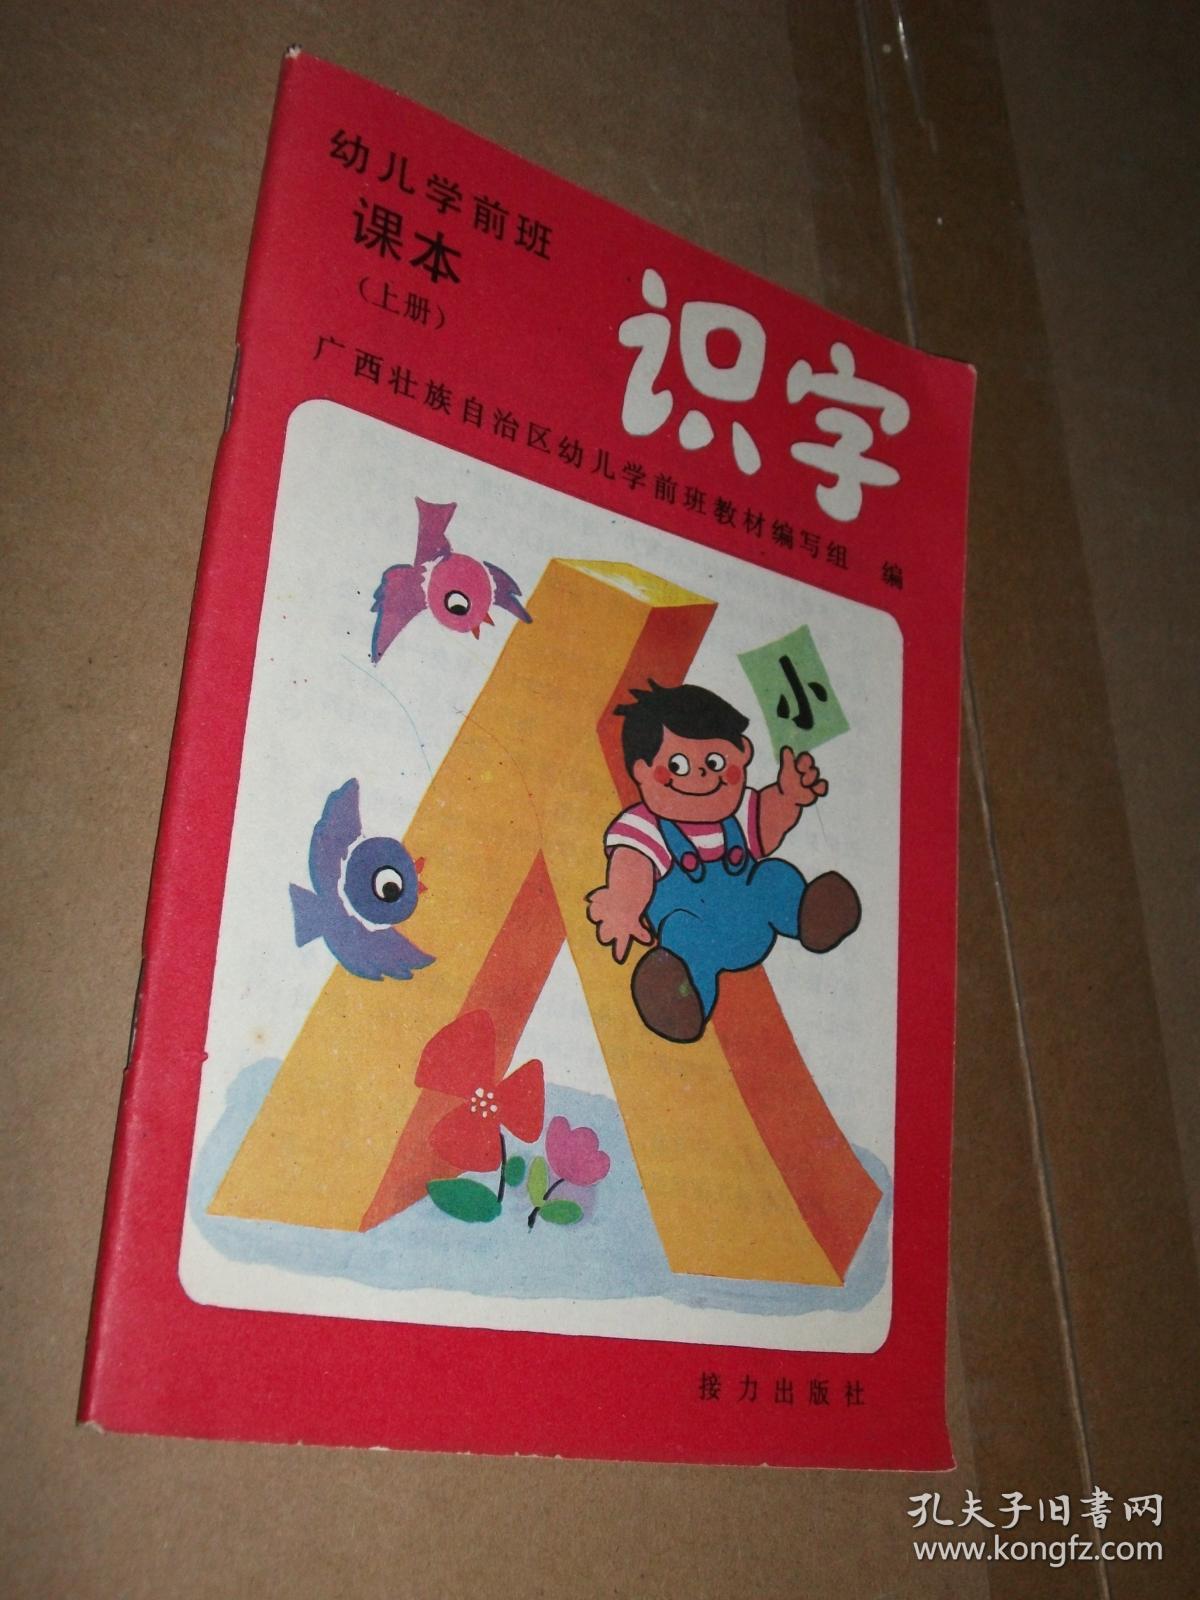 幼儿学前班
课本
（上册）
识字
广西壮族自治区幼儿学前班教材编写组 编
小
接力出版社
孔夫子旧书网
www.kongfz.com